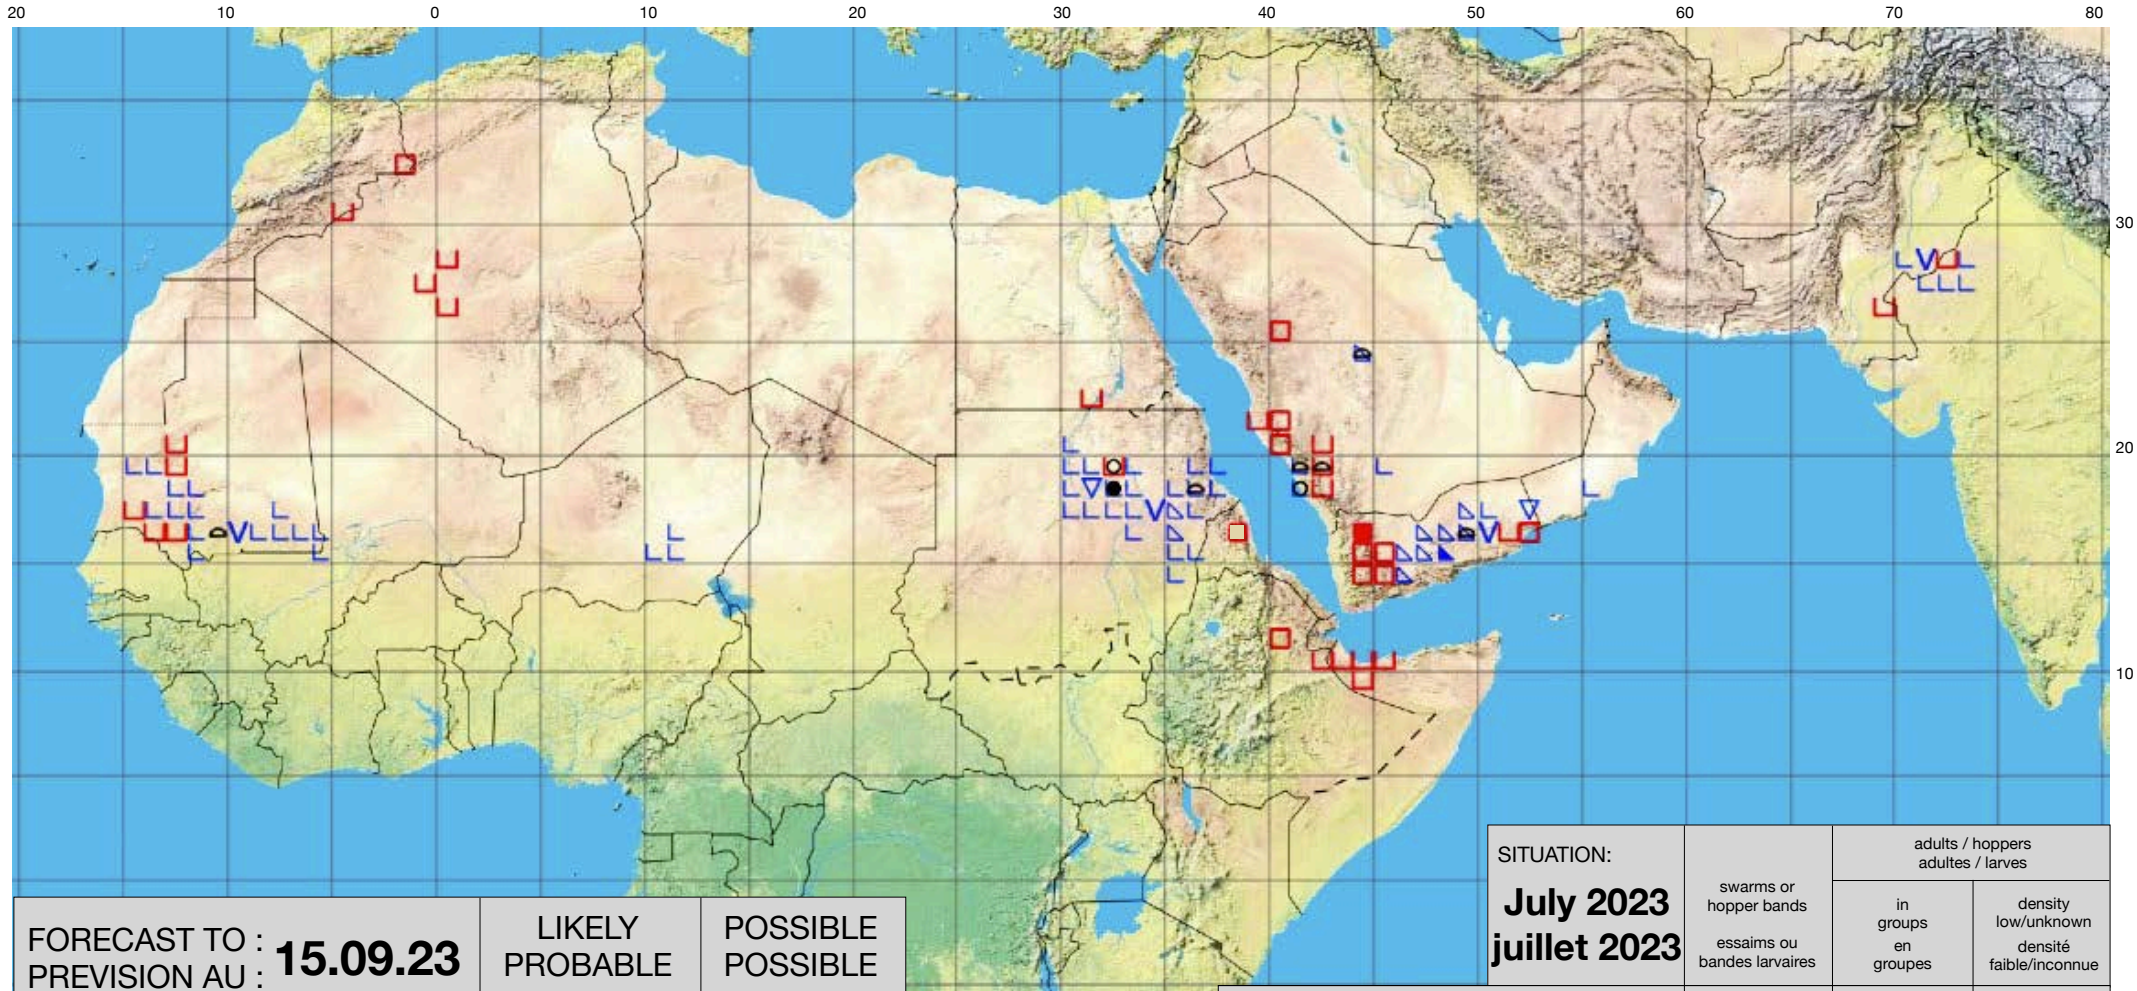 20 10 0 10 20 30 40 50 60 70 80
30
20
10
SITUATION:
July 2023
juillet 2023
swarms or
hopper bands
essaims ou
bandes larvaires
adults / hoppers
adultes / larves
in
groups
en
groupes
density
low/unknown
densité
faible/inconnue
FORECAST TO :
PREVISION AU :
15.09.23
LIKELY
PROBABLE
POSSIBLE
POSSIBLE